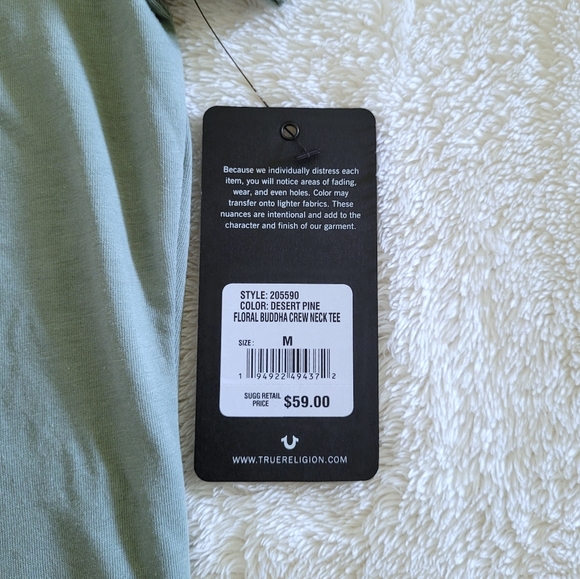 Because we individually distress each
item, you will notice areas of fading,
wear, and even holes. Color may
transfer onto lighter fabrics. These
nuances are intentional and add to the
character and finish of our garment.
STYLE: 205590
COLOR: DESERT PINE
FLORAL BUDDHA CREW NECK TEE
SIZE: M
1 94922 49437 2
SUGG RETAIL
PRICE $59.00
WWW.TRUERELIGION.COM